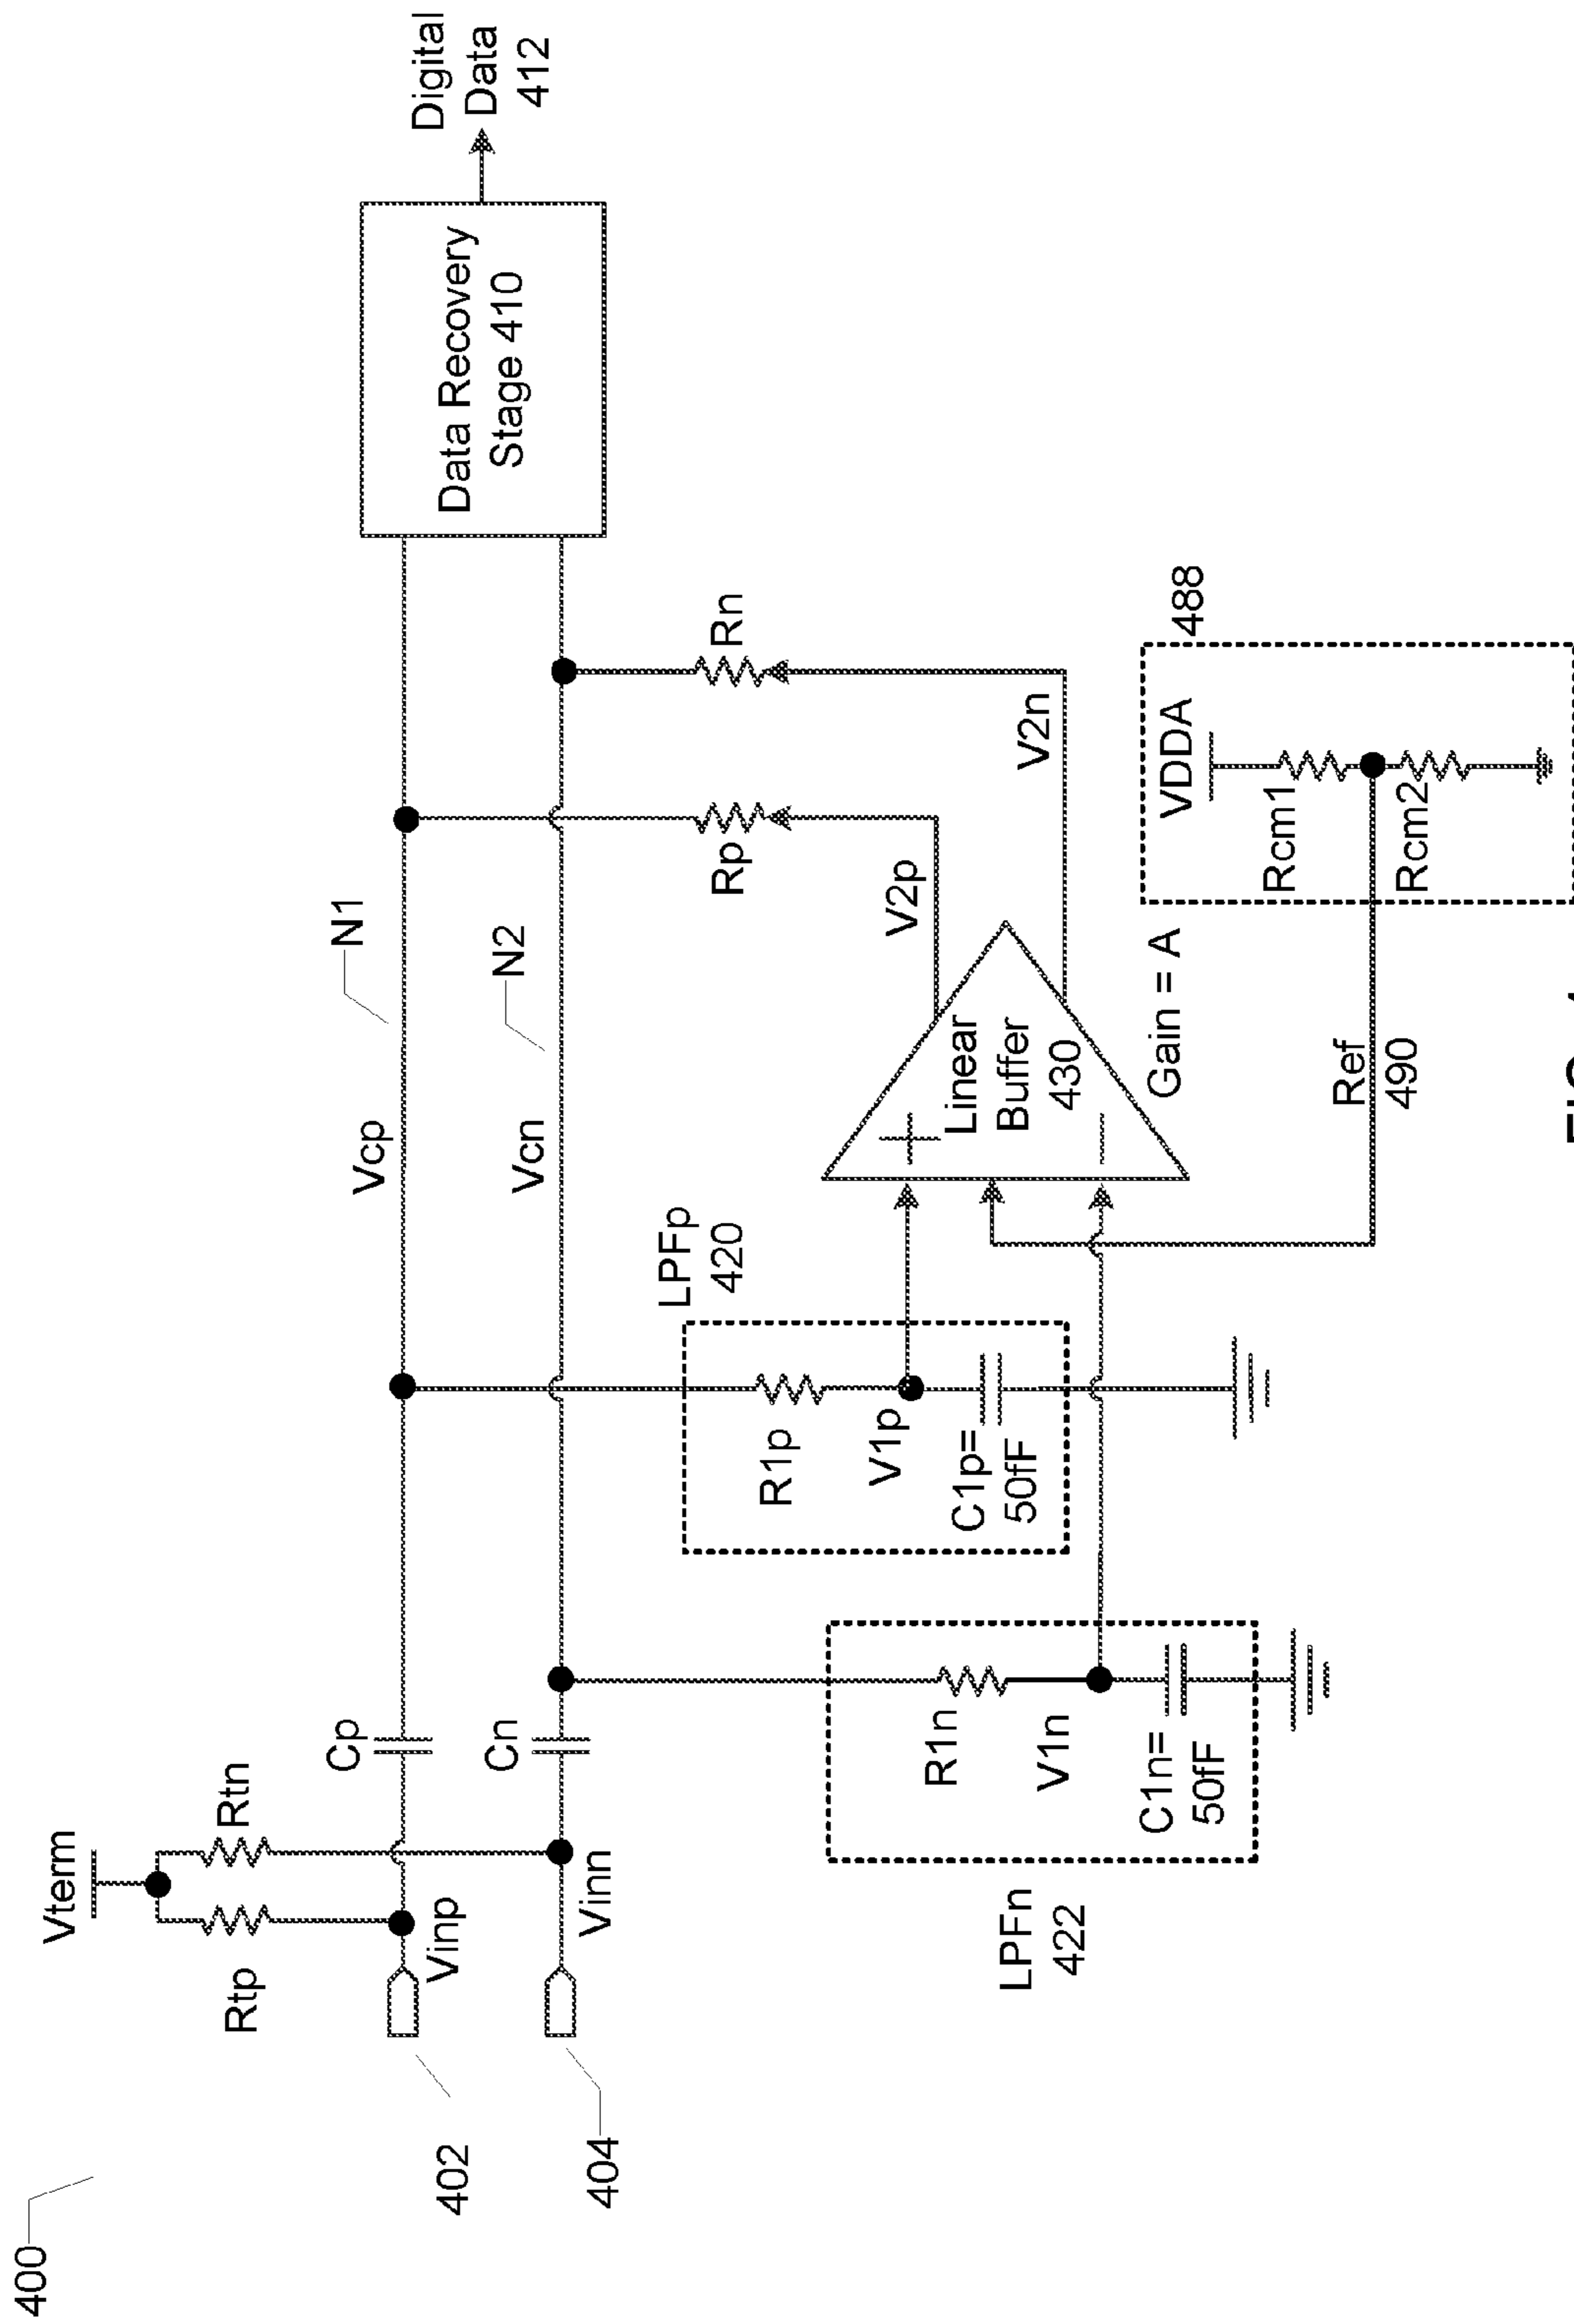 400
402
404
Vterm
Rtp
Rtn
Vinp
Vinn
Cp
Cn
Vcp
Vcn
N1
N2
Data Recovery
Stage 410
Digital
Data
412
LPFn
422
R1n
V1n
C1n=
50fF
LPFp
420
R1p
V1p
C1p=
50fF
+
Linear
Buffer
430
—
Gain = A
V2p
V2n
Rp
Rn
Ref
490
488
VDDA
Rcm1
Rcm2